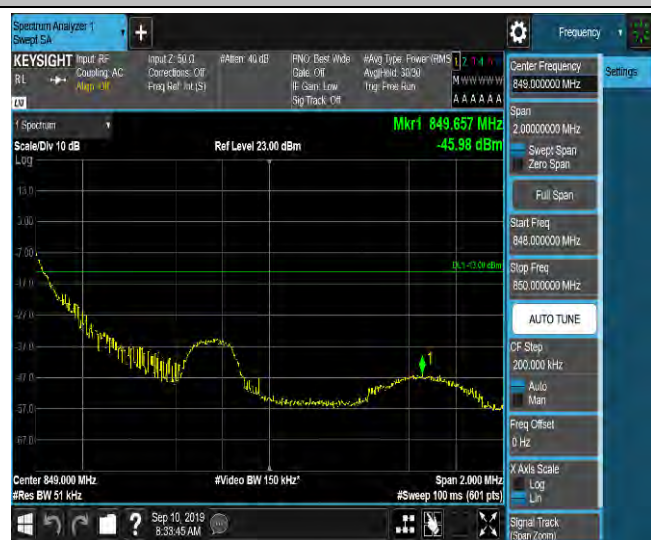 Spectrum Analyzer 1
Swept SA
Frequency
KEYSIGHT Input: RF
RL
Coupling: AC
Align: Off
Input Z: 50 Ω
Corrections: Off
Freq Ref: Int (S)
#Atten: 40 dB
PNO: Best Wide
Gate: Off
IF Gain: Low
Sig Track: Off
#Avg Type: Power (RMS
Avg|Hold: 30/30
Trig: Free Run
M W W W W W
A A A A A A
1 Spectrum
Scale/Div 10 dB
Log
Ref Level 23.00 dBm
Mkr1 849.657 MHz
-45.98 dBm
13.0
3.00
-7.00
DL1 -13.00 dBm
-17.0
-27.0
-37.0
1
-47.0
-57.0
-67.0
Center 849.000 MHz
#Res BW 51 kHz
#Video BW 150 kHz*
Span 2.000 MHz
#Sweep 100 ms (601 pts)
Sep 10, 2019
8:33:45 AM
Center Frequency
849.000000 MHz
Settings
Span
2.00000000 MHz
Swept Span
Zero Span
Full Span
Start Freq
848.000000 MHz
Stop Freq
850.000000 MHz
AUTO TUNE
CF Step
200.000 kHz
Auto
Man
Freq Offset
0 Hz
X Axis Scale
Log
Lin
Signal Track
(Span Zoom)